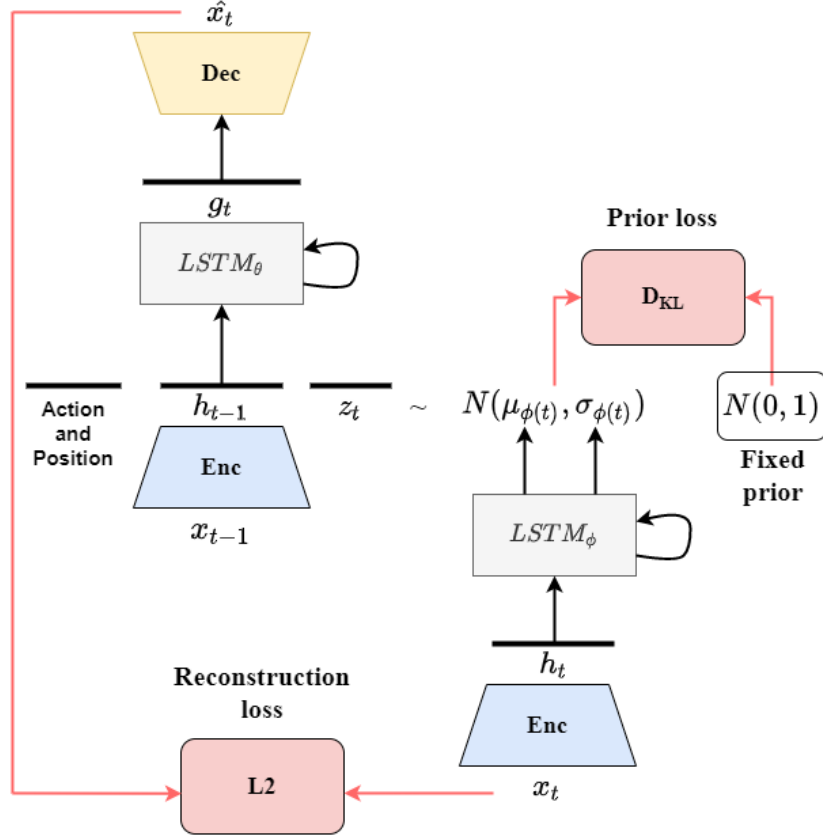 x̂_t
Dec
g_t
LSTM_θ
Prior loss
D_KL
Action
and
Position
h_{t−1}
z_t
~
N(μ_{ϕ(t)}, σ_{ϕ(t)})
N(0, 1)
Fixed
prior
Enc
x_{t−1}
LSTM_ϕ
h_t
Reconstruction
loss
Enc
L2
x_t